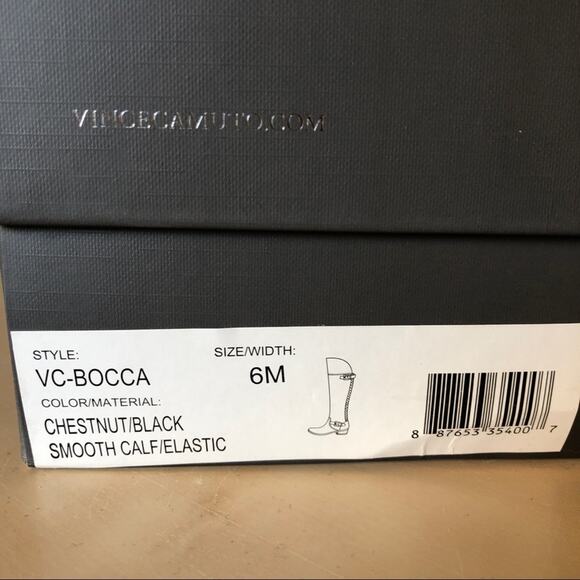 VINCECAMUTO.COM
STYLE: SIZE/WIDTH:
VC-BOCCA 6M
COLOR/MATERIAL:
CHESTNUT/BLACK
SMOOTH CALF/ELASTIC
8 87653 35400 7